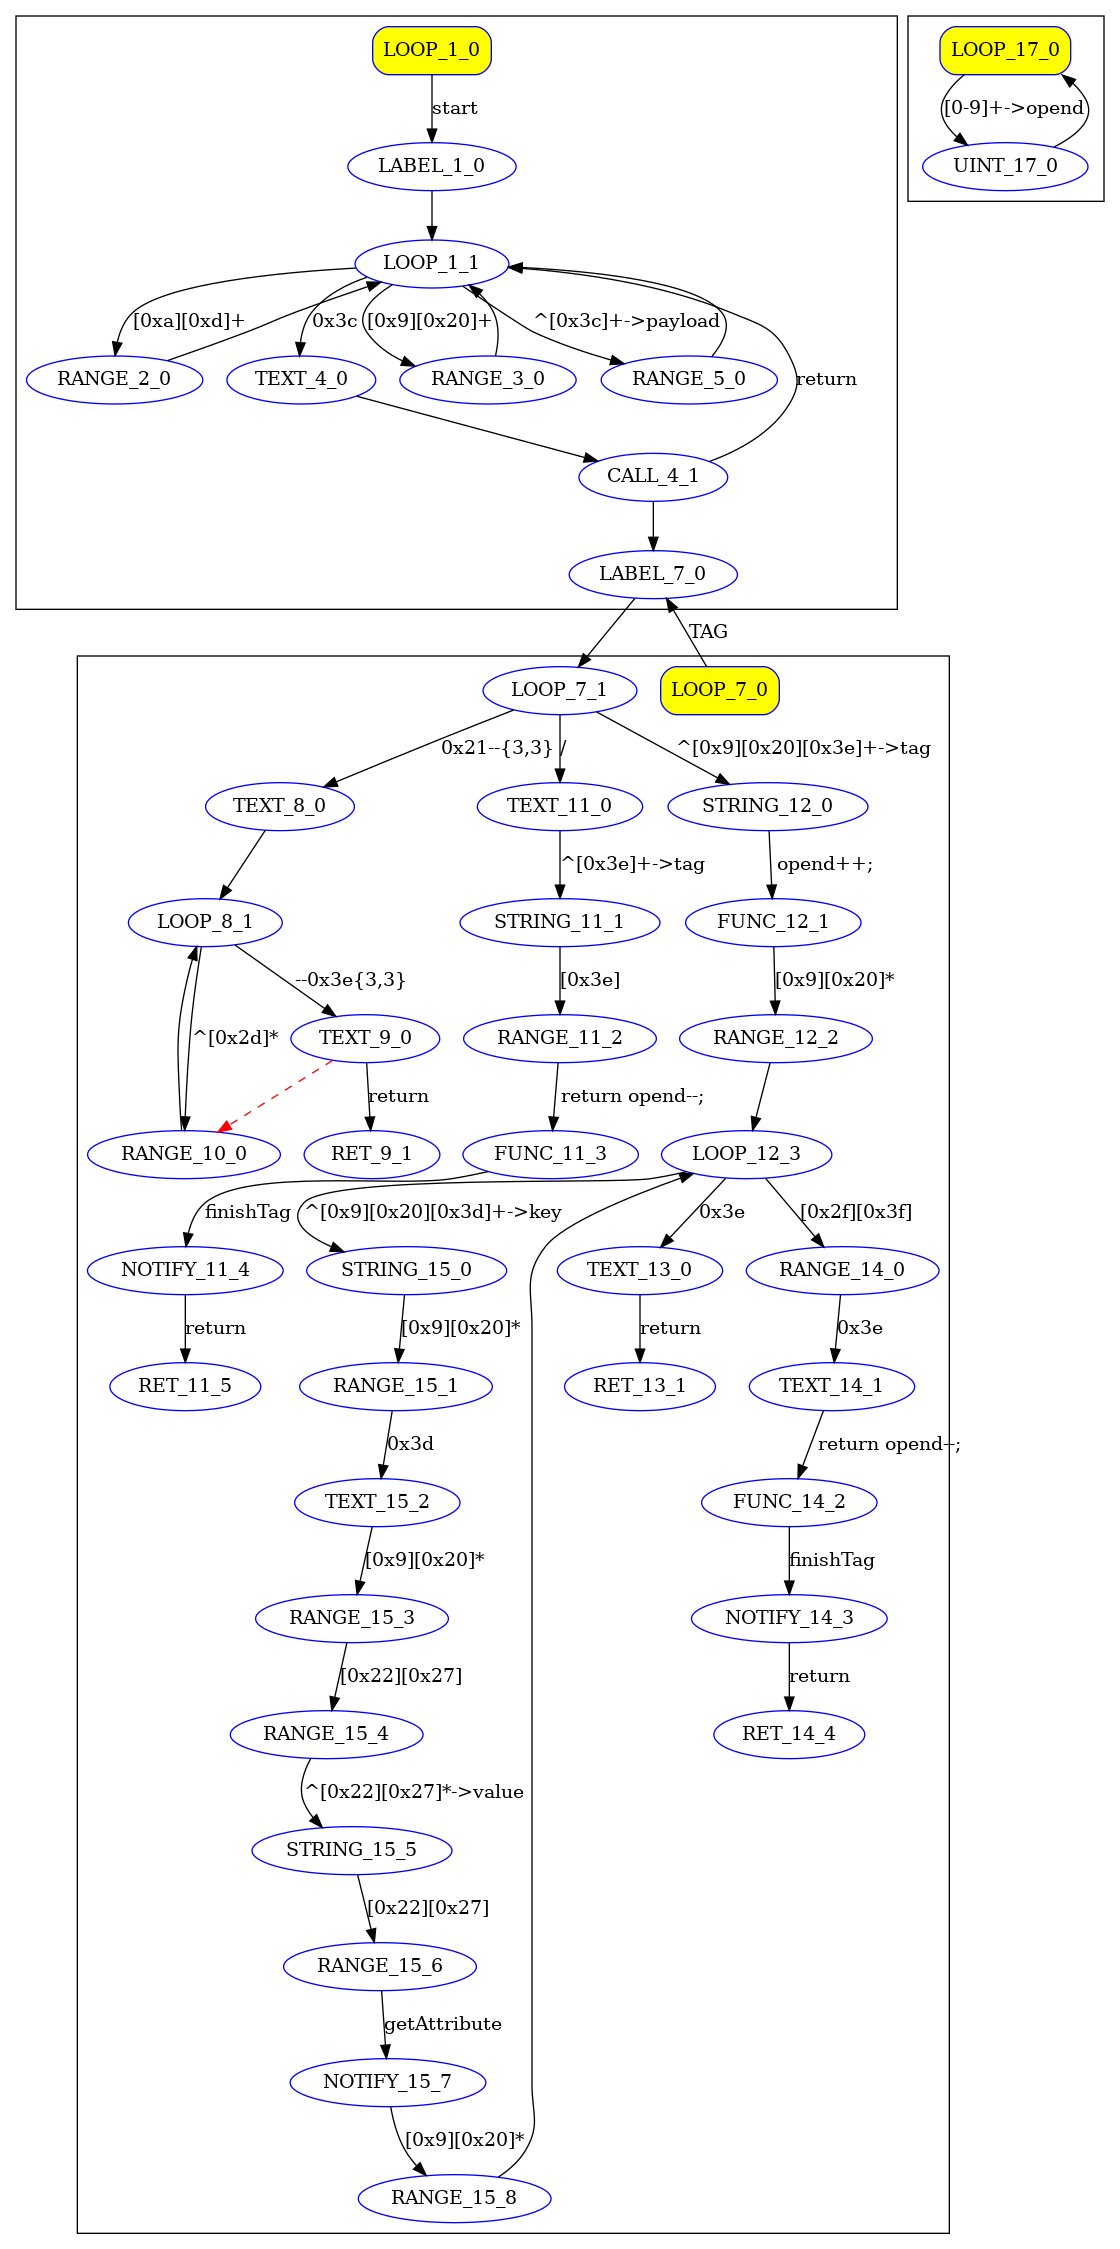 LOOP_1_0
LOOP_17_0
start
[0-9]+->opend
LABEL_1_0
UINT_17_0
LOOP_1_1
[0xa][0xd]+
0x3c
[0x9][0x20]+
^[0x3c]+->payload
RANGE_2_0
TEXT_4_0
RANGE_3_0
RANGE_5_0
return
CALL_4_1
LABEL_7_0
TAG
LOOP_7_1
LOOP_7_0
0x21--{3,3}
/
^[0x9][0x20][0x3e]+->tag
TEXT_8_0
TEXT_11_0
STRING_12_0
^[0x3e]+->tag
opend++;
LOOP_8_1
STRING_11_1
FUNC_12_1
--0x3e{3,3}
[0x3e]
[0x9][0x20]*
^[0x2d]*
TEXT_9_0
RANGE_11_2
RANGE_12_2
return
return opend--;
RANGE_10_0
RET_9_1
FUNC_11_3
LOOP_12_3
finishTag
^[0x9][0x20][0x3d]+->key
0x3e
[0x2f][0x3f]
NOTIFY_11_4
STRING_15_0
TEXT_13_0
RANGE_14_0
return
[0x9][0x20]*
return
0x3e
RET_11_5
RANGE_15_1
RET_13_1
TEXT_14_1
0x3d
return opend--;
TEXT_15_2
FUNC_14_2
[0x9][0x20]*
finishTag
RANGE_15_3
NOTIFY_14_3
[0x22][0x27]
return
RANGE_15_4
RET_14_4
^[0x22][0x27]*->value
STRING_15_5
[0x22][0x27]
RANGE_15_6
getAttribute
NOTIFY_15_7
[0x9][0x20]*
RANGE_15_8